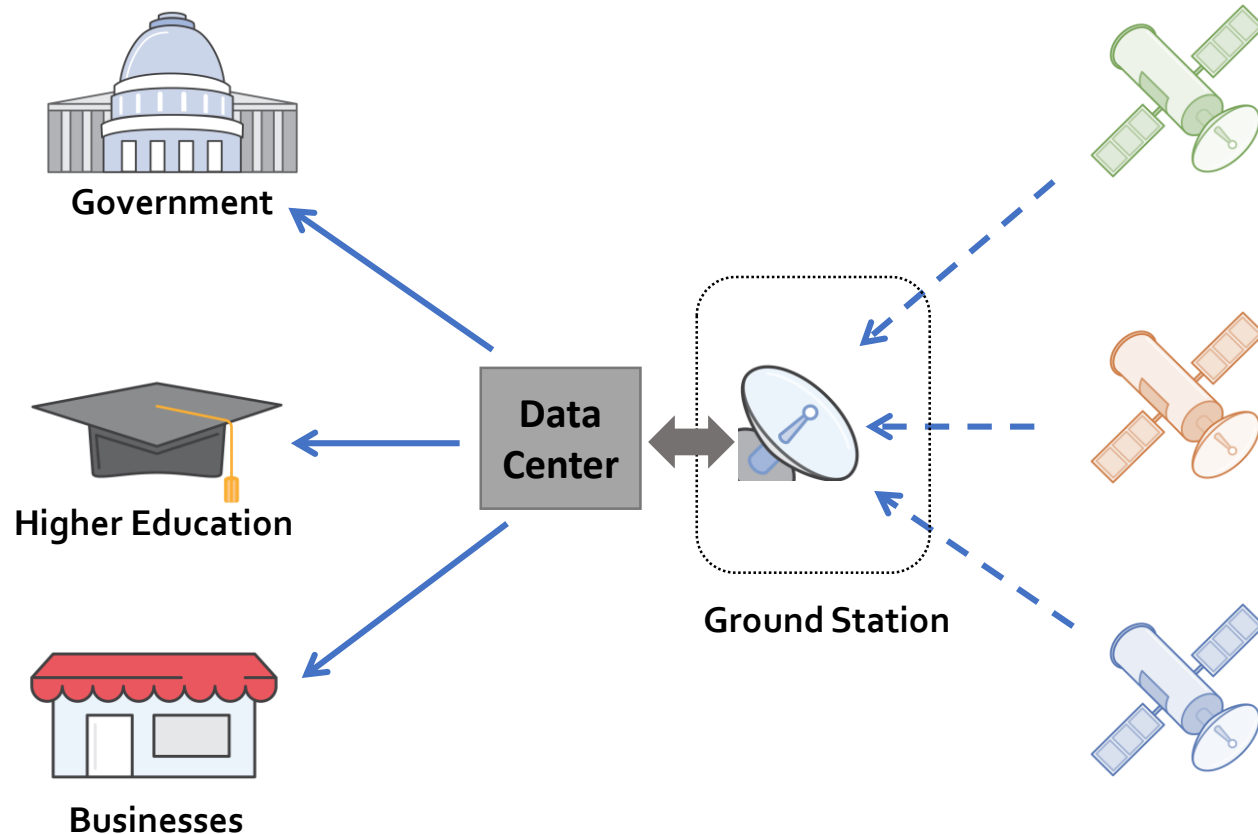 Government
Data
Center
Higher Education
Ground Station
Businesses